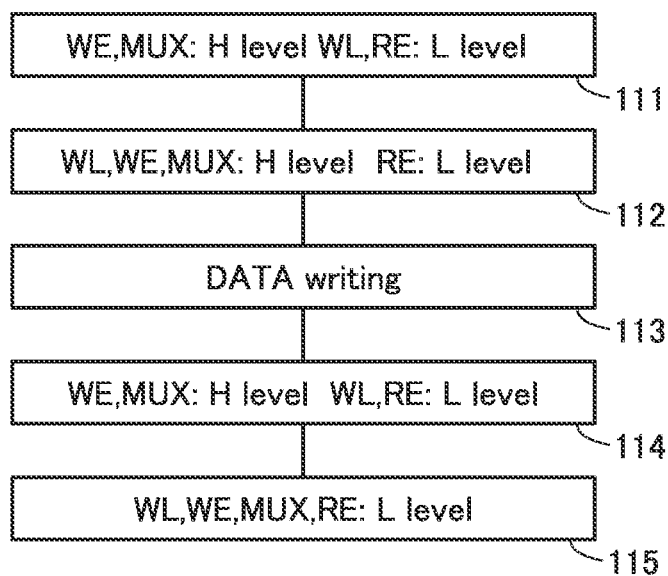 WE,MUX: H level WL,RE: L level
111
WL,WE,MUX: H level RE: L level
112
DATA writing
113
WE,MUX: H level WL,RE: L level
114
WL,WE,MUX,RE: L level
115